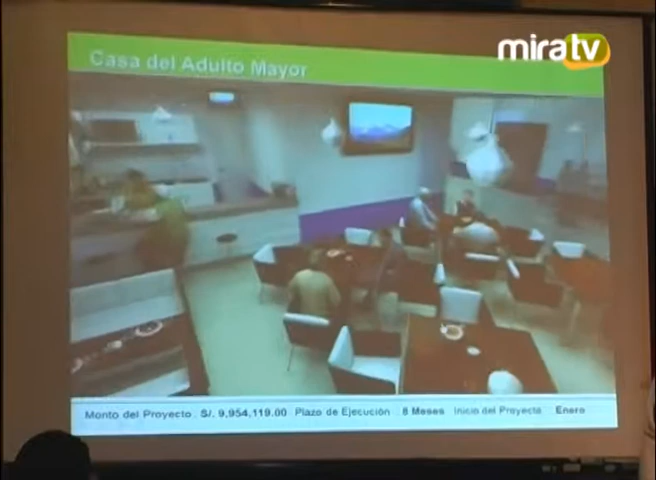 miratv
Casa del Adulto Mayor
Monto del Proyecto S/. 9,954,119.00 Plazo de Ejecución 8 Meses Inicio del Proyecto Enero